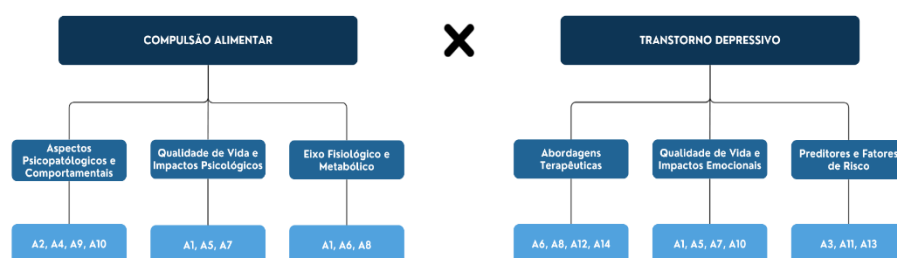 COMPULSÃO ALIMENTAR
TRANSTORNO DEPRESSIVO
Aspectos
Psicopatólogicos e
Comportamentais
Qualidade de Vida e
Impactos Psicológicos
Eixo Fisiológico e
Metabólico
Abordagens
Terapêuticas
Qualidade de Vida e
Impactos Emocionais
Preditores e Fatores
de Risco
A2, A4, A9, A10
A1, A5, A7
A1, A6, A8
A6, A8, A12, A14
A1, A5, A7, A10
A3, A11, A13